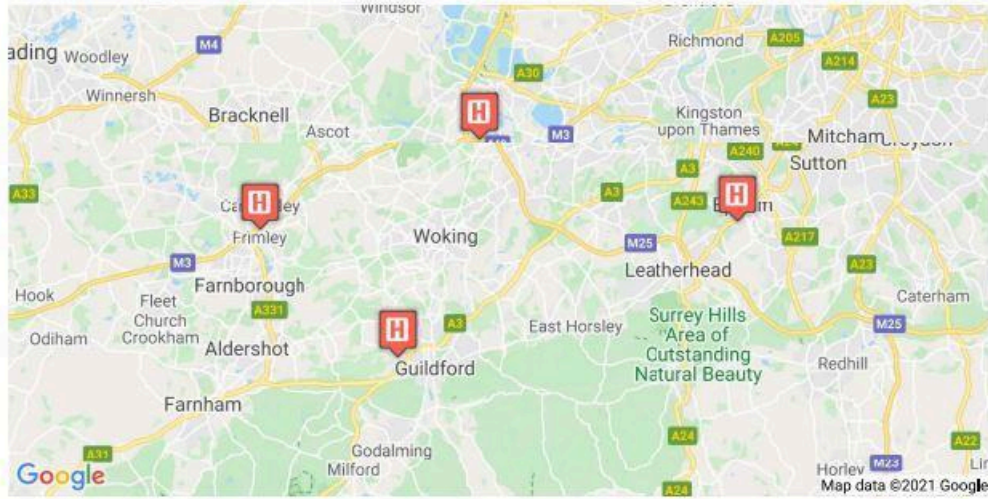 Windsor
Richmond
A205
ading
Woodley
M4
A214
A30
Winnersh
A23
Bracknell
H
Kingston
upon Thames
Ascot
M3
Mitcham
A240
Sutton
A3
A33
H
A3
A243
H
Frimley
Woking
A217
M25
M3
Leatherhead
A23
Farnborough
Hook
Fleet
Church
Crookham
A331
Caterham
Surrey Hills
Area of
Outstanding
Natural Beauty
H
A3
East Horsley
M25
Odiham
Aldershot
Guildford
Redhill
Farnham
A24
A22
Godalming
A31
Milford
Horley
M23
Google
A24
Map data ©2021 Google